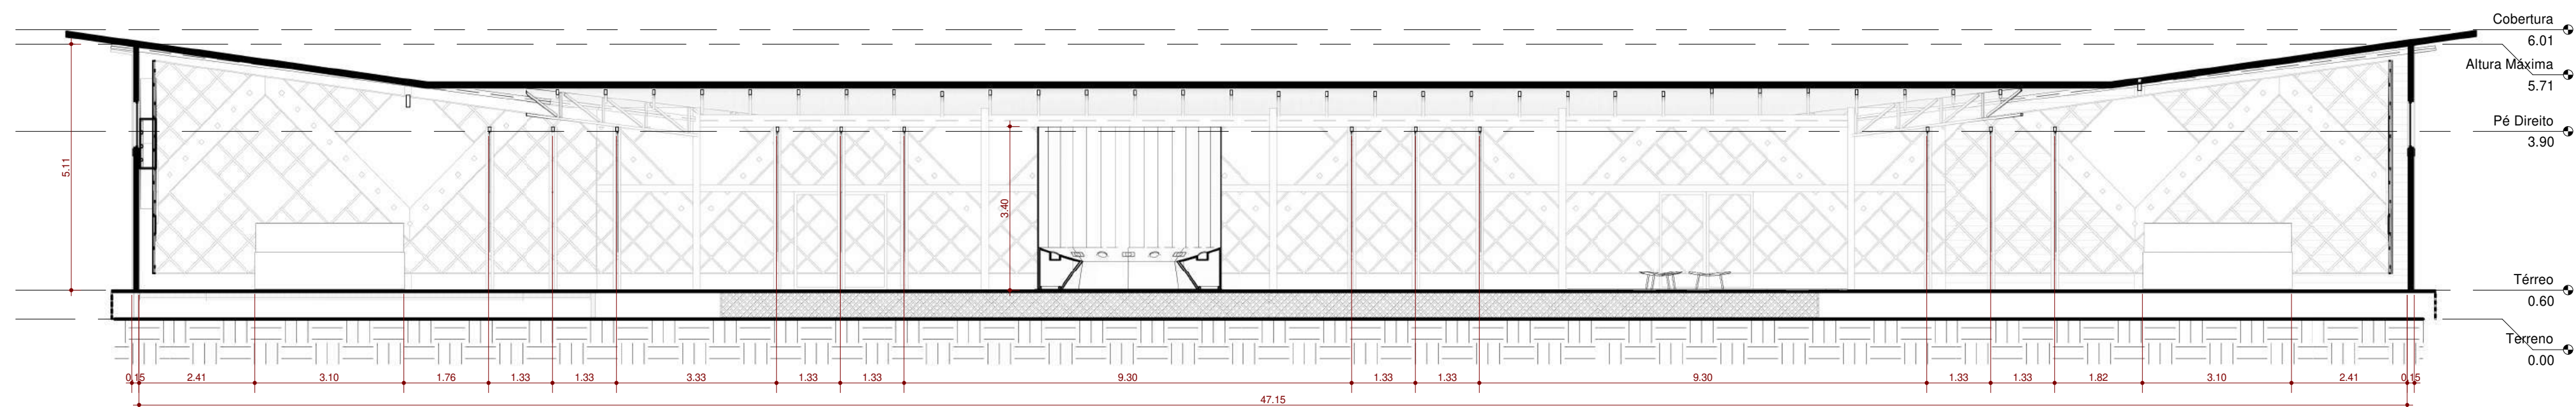 Cobertura
6.01
Altura Máxima
5.71
Pé Direito
3.90
5.11
3.40
Térreo
0.60
Terreno
0.00
0.15 2.41 3.10 1.76 1.33 1.33 3.33 1.33 1.33 9.30 1.33 1.33 9.30 1.33 1.33 1.82 3.10 2.41 0.15
47.15